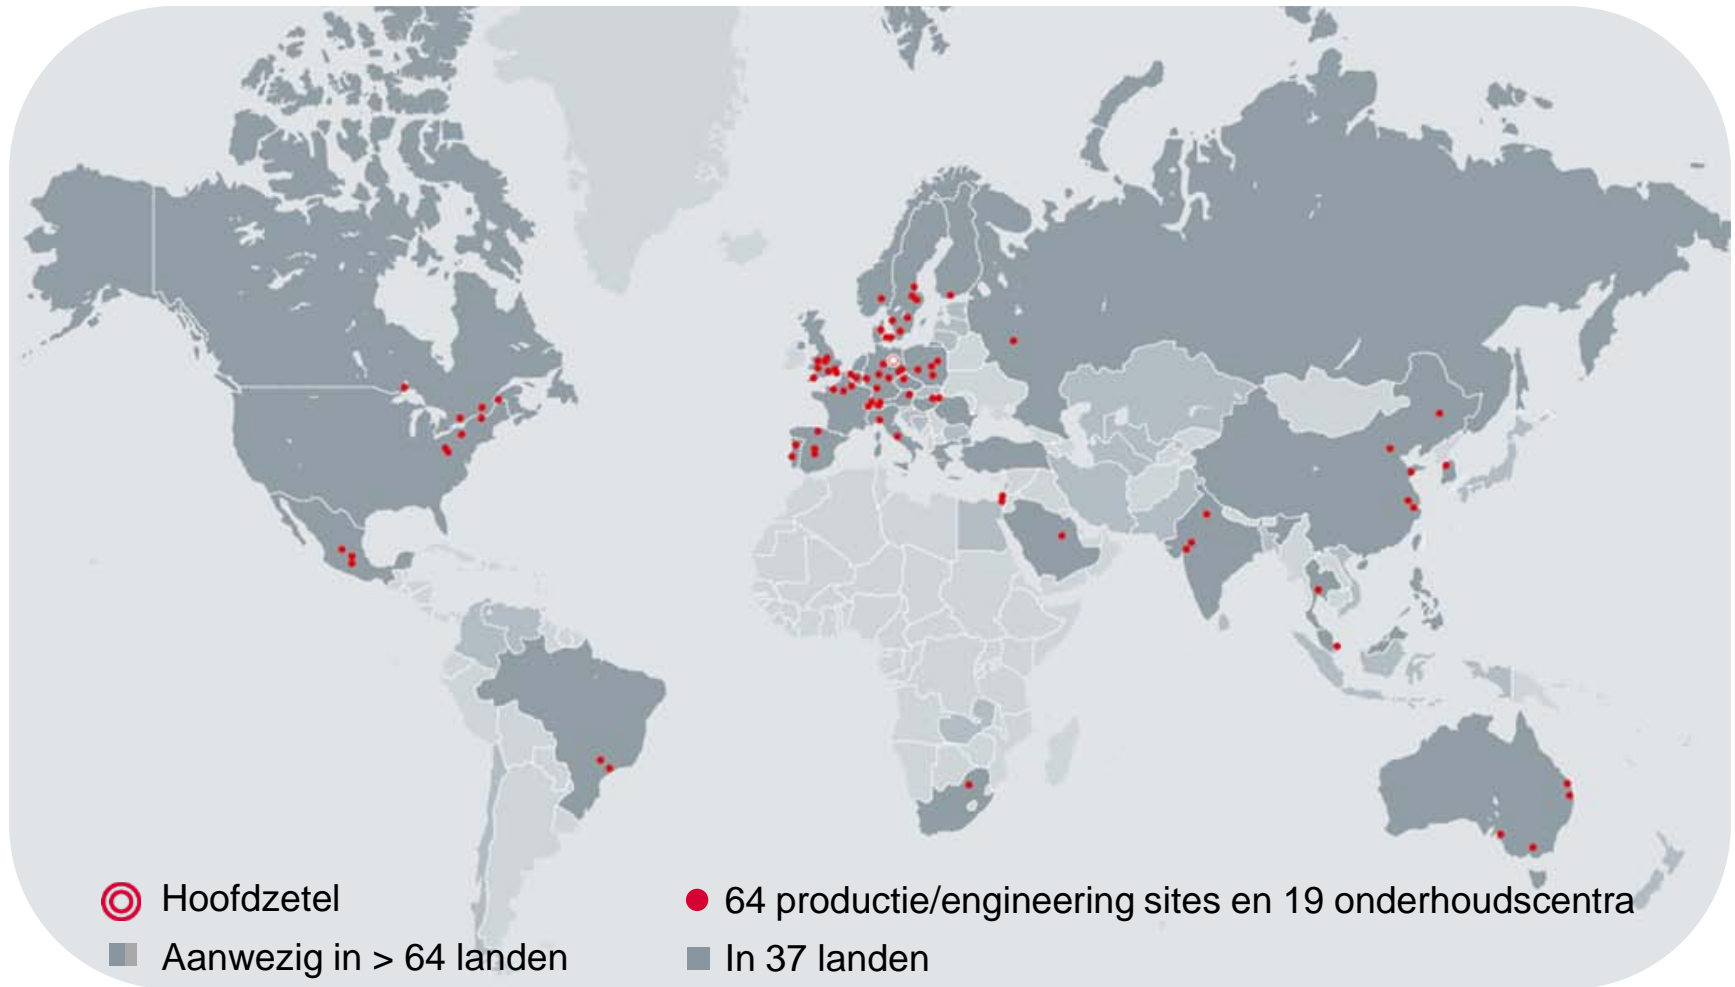 Hoofdzetel
64 productie/engineering sites en 19 onderhoudscentra
Aanwezig in > 64 landen
In 37 landen